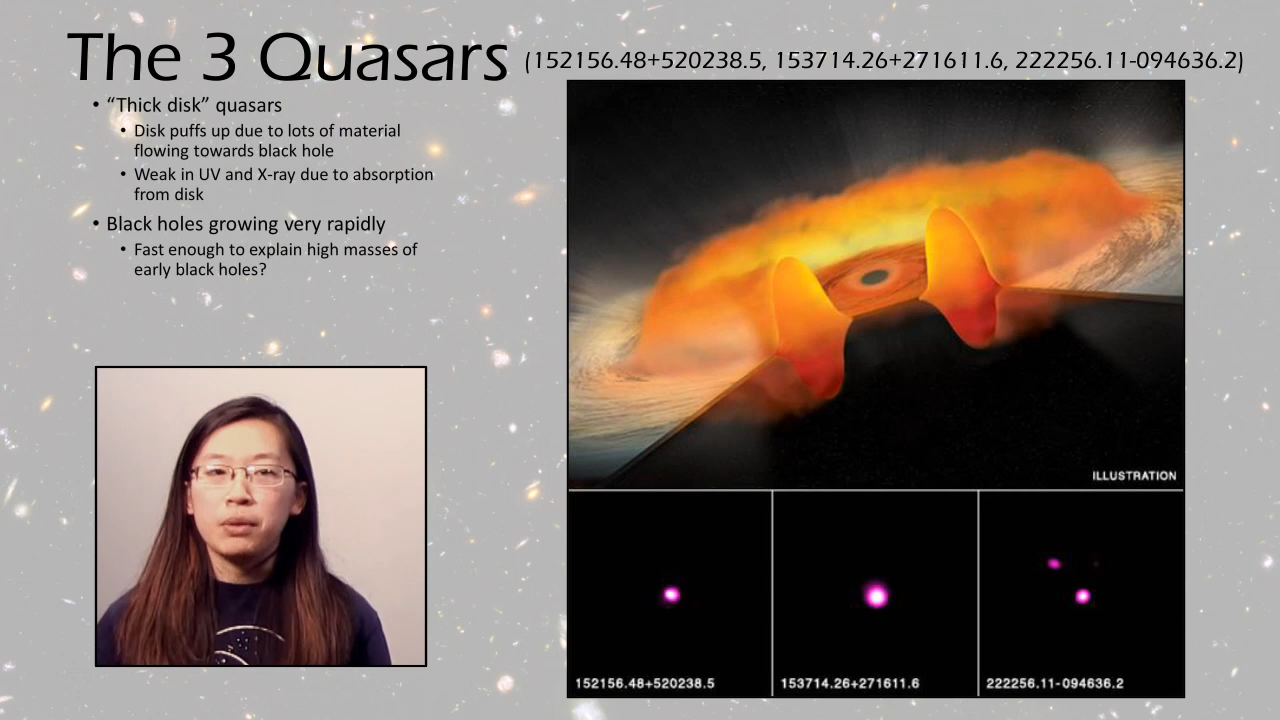 The 3 Quasars (152156.48+520238.5, 153714.26+271611.6, 222256.11-094636.2)
• “Thick disk” quasars
• Disk puffs up due to lots of material
flowing towards black hole
• Weak in UV and X-ray due to absorption
from disk
• Black holes growing very rapidly
• Fast enough to explain high masses of
early black holes?
ILLUSTRATION
152156.48+520238.5
153714.26+271611.6
222256.11-094636.2